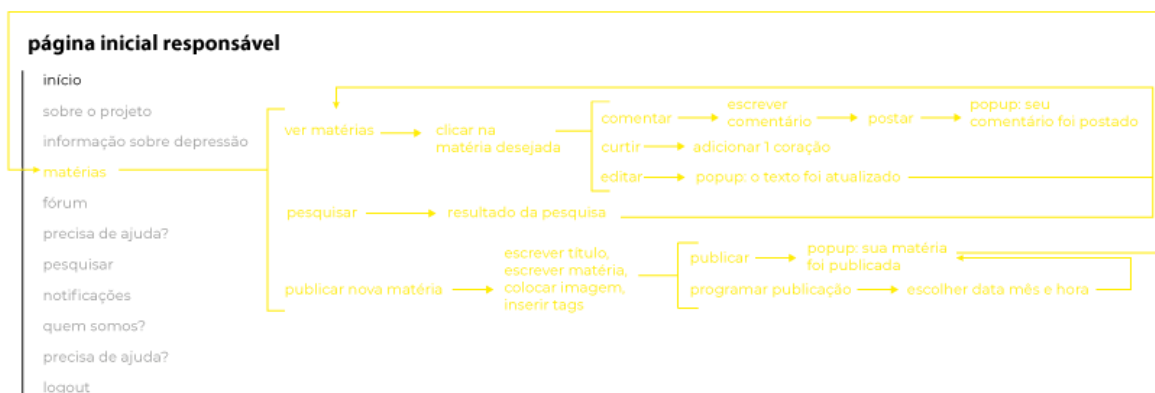 página inicial responsável
início
sobre o projeto
informação sobre depressão
matérias
fórum
precisa de ajuda?
pesquisar
notificações
quem somos?
precisa de ajuda?
logout
ver matérias
clicar na
matéria desejada
comentar
escrever
comentário
postar
popup: seu
comentário foi postado
curtir
adicionar 1 coração
editar
popup: o texto foi atualizado
pesquisar
resultado da pesquisa
publicar nova matéria
escrever título,
escrever matéria,
colocar imagem,
inserir tags
publicar
popup: sua matéria
foi publicada
programar publicação
escolher data mês e hora